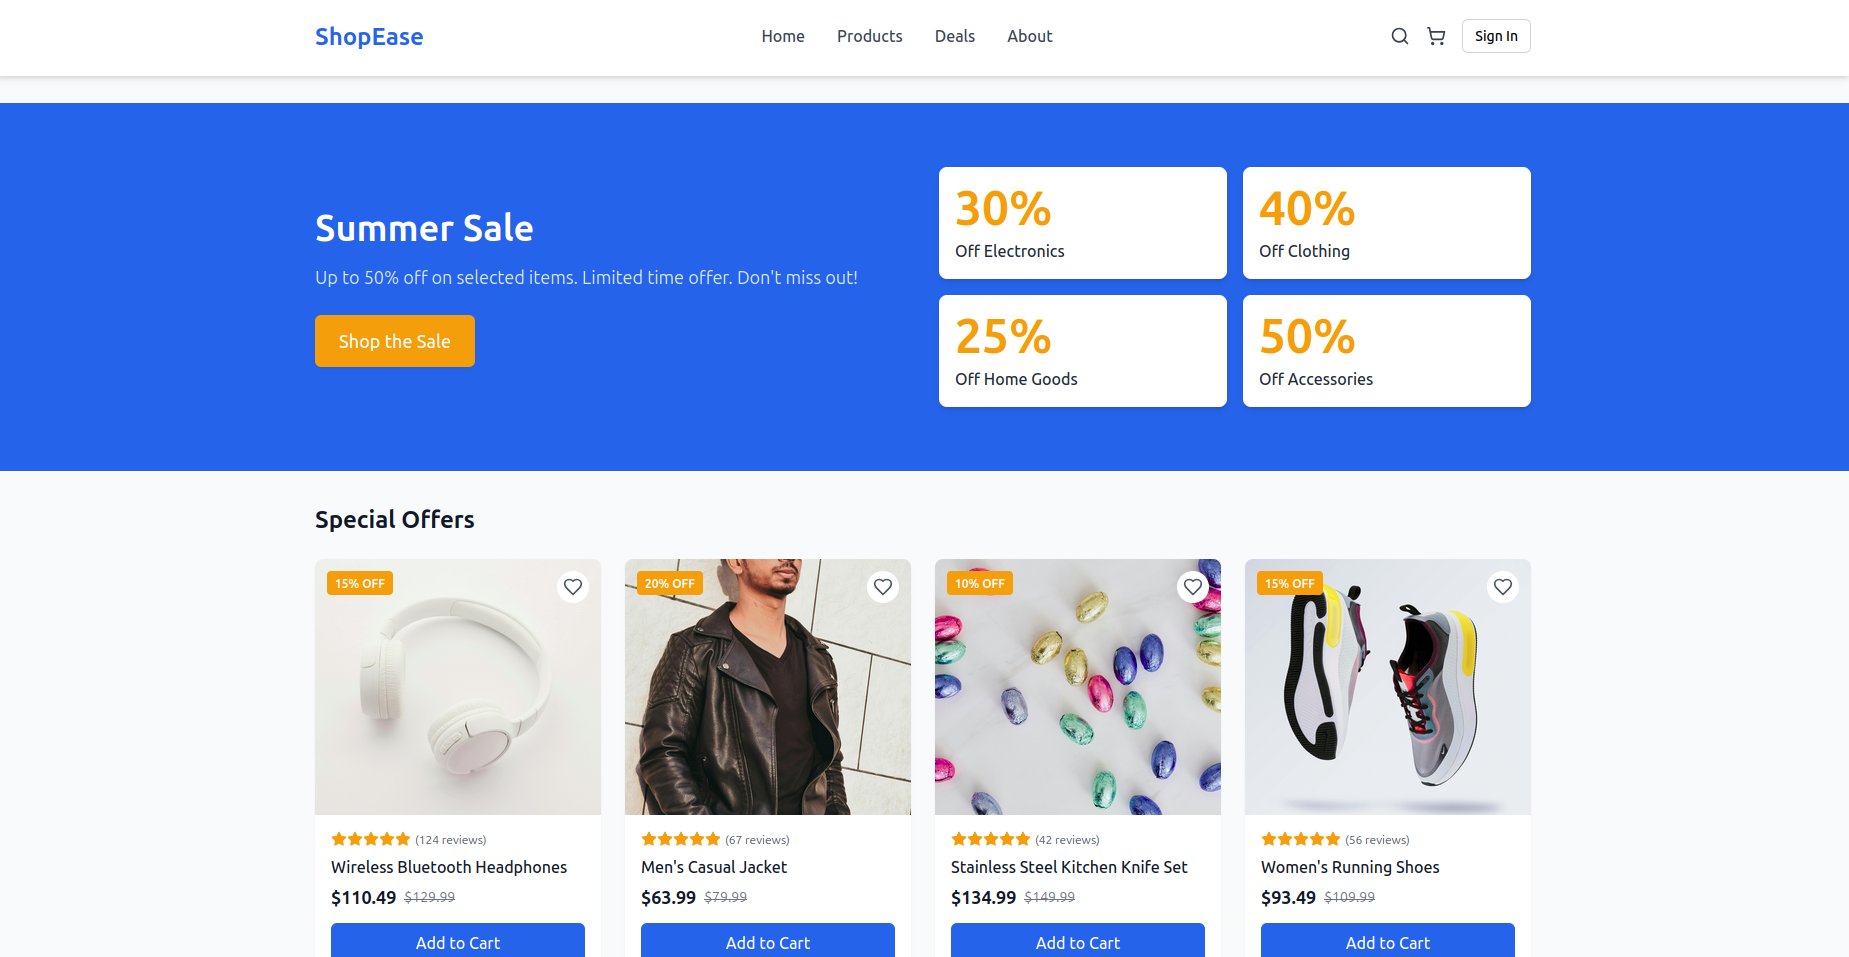 ShopEase
Home Products Deals About
Sign In
Summer Sale
Up to 50% off on selected items. Limited time offer. Don't miss out!
Shop the Sale
30%
Off Electronics
40%
Off Clothing
25%
Off Home Goods
50%
Off Accessories
Special Offers
15% OFF
(124 reviews)
Wireless Bluetooth Headphones
$110.49 $129.99
Add to Cart
20% OFF
(67 reviews)
Men's Casual Jacket
$63.99 $79.99
Add to Cart
10% OFF
(42 reviews)
Stainless Steel Kitchen Knife Set
$134.99 $149.99
Add to Cart
15% OFF
(56 reviews)
Women's Running Shoes
$93.49 $109.99
Add to Cart